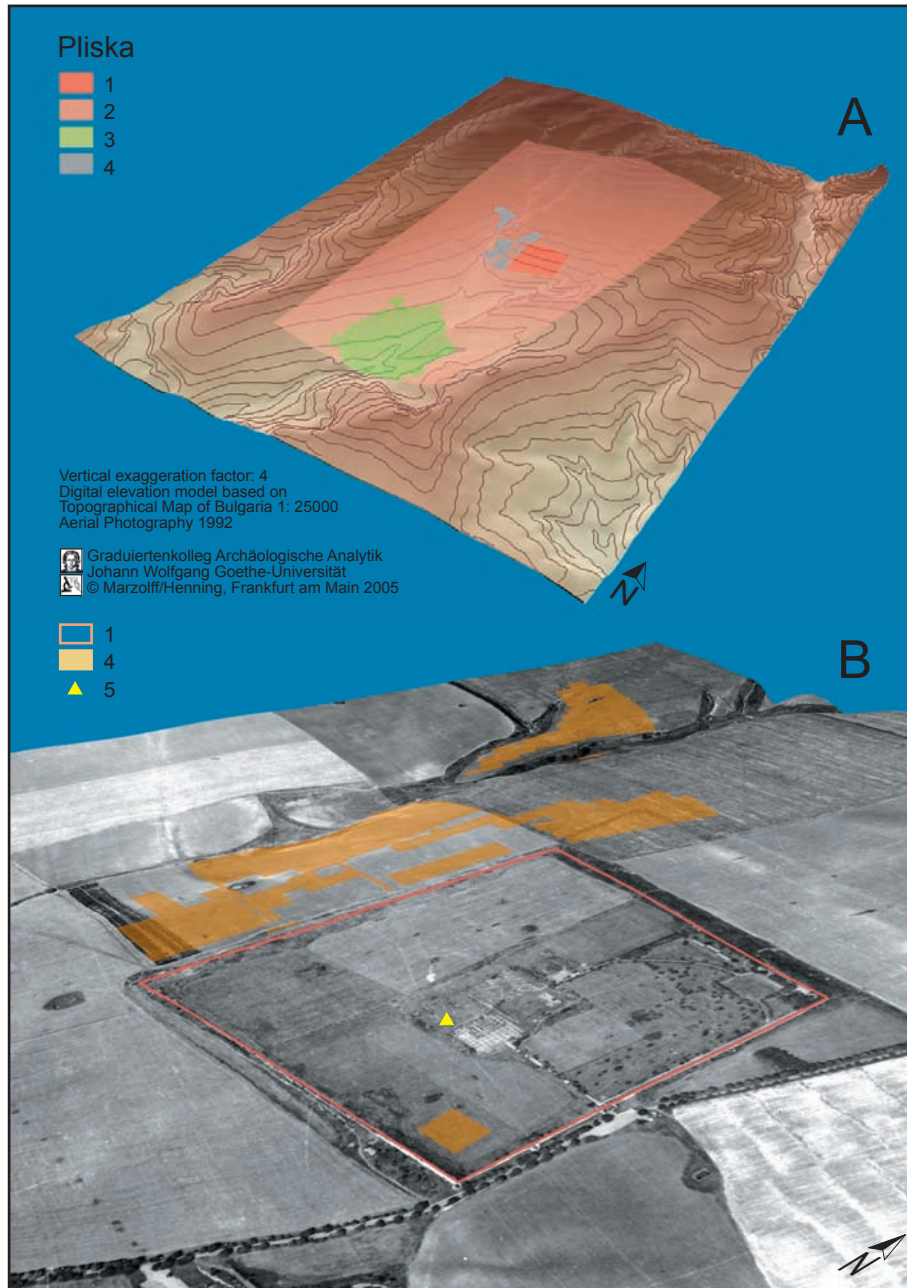 Pliska
1
2
3
4
A
Vertical exaggeration factor: 4
Digital elevation model based on
Topographical Map of Bulgaria 1: 25000
Aerial Photography 1992
Graduiertenkolleg Archäologische Analytik
Johann Wolfgang Goethe-Universität
© Marzolff/Henning, Frankfurt am Main 2005
N
1
4
5
B
N